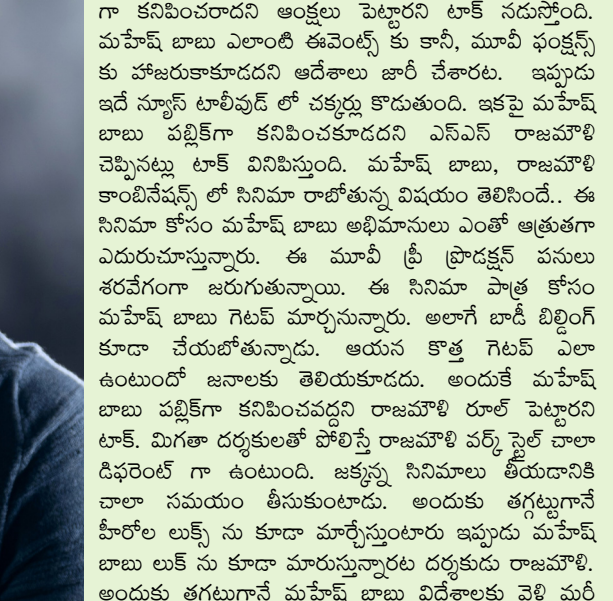 గా కనిపించరాదని ఆంక్షలు పెట్టారని టాక్ నడుస్తోంది.
మహేష్ బాబు ఎలాంటి ఈవెంట్స్ కు కానీ, మూవీ ఫంక్షన్స్
కు హాజరుకాకూడదని ఆదేశాలు జారీ చేశారట. ఇప్పుడు
ఇదే న్యూస్ టాలీవుడ్ లో చక్కర్లు కొడుతుంది. ఇకపై మహేష్
బాబు పబ్లిక్‌గా కనిపించకూడదని ఎస్ఎస్ రాజమౌళి
చెప్పినట్లు టాక్ వినిపిస్తుంది. మహేష్ బాబు, రాజమౌళి
కాంబినేషన్స్ లో సినిమా రాబోతున్న విషయం తెలిసిందే.. ఈ
సినిమా కోసం మహేష్ బాబు అభిమానులు ఎంతో ఆత్రుతగా
ఎదురుచూస్తున్నారు. ఈ మూవీ ప్రీ ప్రొడక్షన్ పనులు
శరవేగంగా జరుగుతున్నాయి. ఈ సినిమా పాత్ర కోసం
మహేష్ బాబు గెటప్ మార్చనున్నారు. అలాగే బాడీ బిల్డింగ్
కూడా చేయబోతున్నాడు. ఆయన కొత్త గెటప్ ఎలా
ఉంటుందో జనాలకు తెలియకూడదు. అందుకే మహేష్
బాబు పబ్లిక్‌గా కనిపించవద్దని రాజమౌళి రూల్ పెట్టారని
టాక్. మిగతా దర్శకులతో పోలిస్తే రాజమౌళి వర్క్ స్టైల్ చాలా
డిఫరెంట్ గా ఉంటుంది. జక్కన్న సినిమాలు తీయడానికి
చాలా సమయం తీసుకుంటాడు. అందుకు తగ్గట్టుగానే
హీరోల లుక్స్ ను కూడా మార్చేస్తుంటారు ఇప్పుడు మహేష్
బాబు లుక్ ను కూడా మారుస్తున్నారట దర్శకుడు రాజమౌళి.
అందుకు తగ్గట్టుగానే మహేష్ బాబు విదేశాలకు వెళ్లి మరీ